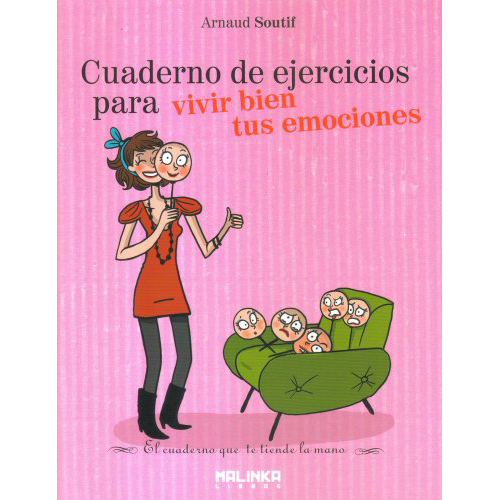 Arnaud Soutif
Cuaderno de ejercicios
para vivir bien
tus emociones
El cuaderno que te tiende la mano
MALINKA
LIBROS